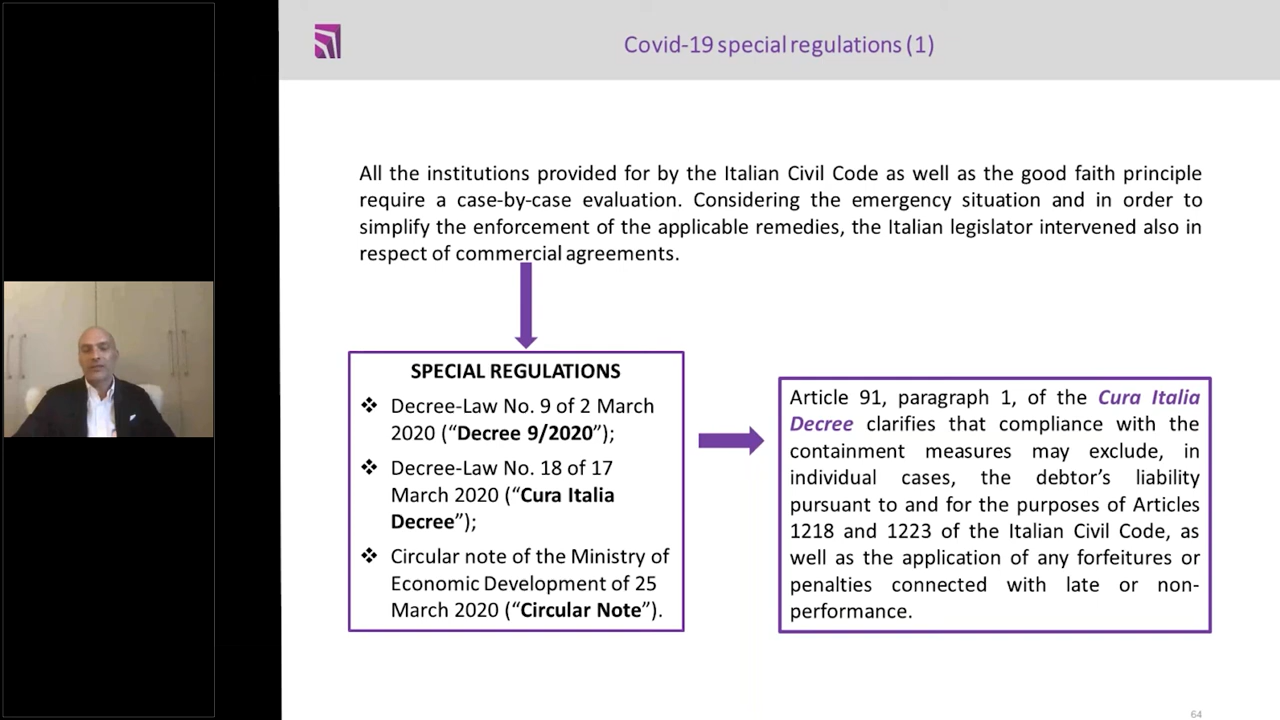 Covid-19 special regulations (1)
All the institutions provided for by the Italian Civil Code as well as the good faith principle
require a case-by-case evaluation. Considering the emergency situation and in order to
simplify the enforcement of the applicable remedies, the Italian legislator intervened also in
respect of commercial agreements.
SPECIAL REGULATIONS
❖ Decree-Law No. 9 of 2 March
2020 (“Decree 9/2020”);
❖ Decree-Law No. 18 of 17
March 2020 (“Cura Italia
Decree”);
❖ Circular note of the Ministry of
Economic Development of 25
March 2020 (“Circular Note”).
Article 91, paragraph 1, of the Cura Italia
Decree clarifies that compliance with the
containment measures may exclude, in
individual cases, the debtor’s liability
pursuant to and for the purposes of Articles
1218 and 1223 of the Italian Civil Code, as
well as the application of any forfeitures or
penalties connected with late or non-
performance.
64